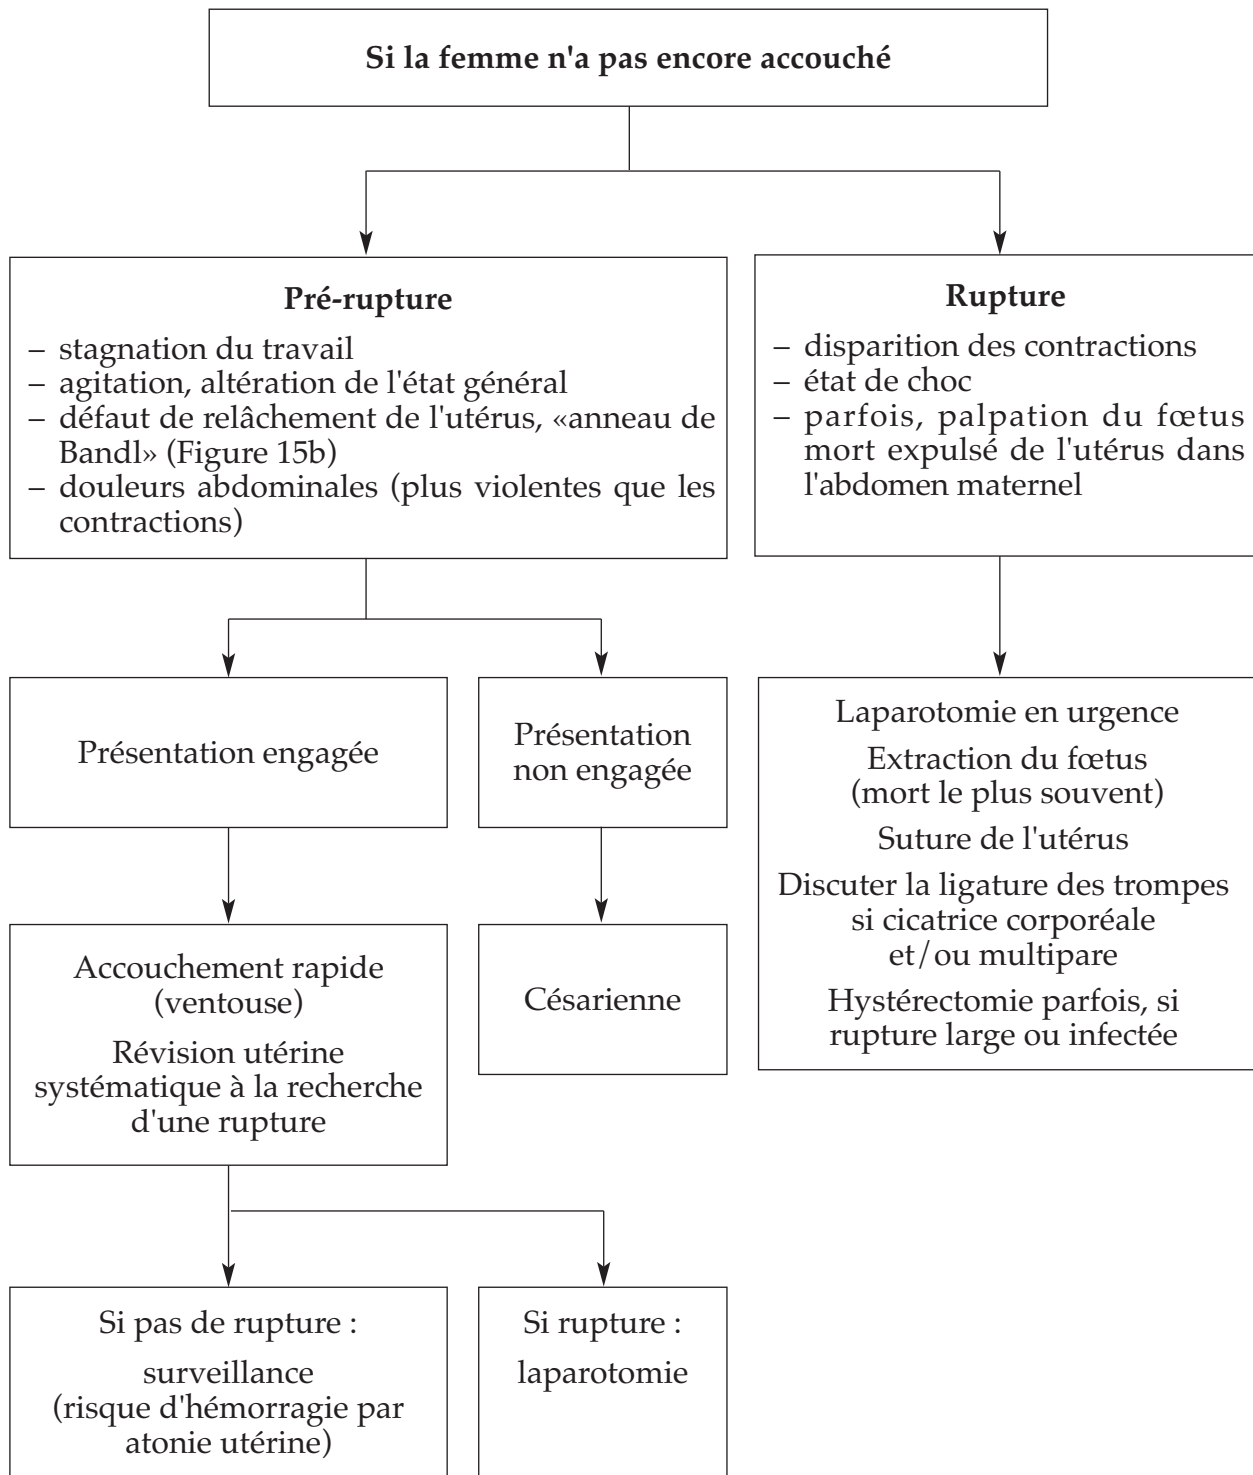 Si la femme n'a pas encore accouché
Pré-rupture
– stagnation du travail
– agitation, altération de l'état général
– défaut de relâchement de l'utérus, «anneau de
Bandl» (Figure 15b)
– douleurs abdominales (plus violentes que les
contractions)
Rupture
– disparition des contractions
– état de choc
– parfois, palpation du fœtus
mort expulsé de l'utérus dans
l'abdomen maternel
Présentation engagée
Présentation
non engagée
Laparotomie en urgence
Extraction du fœtus
(mort le plus souvent)
Suture de l'utérus
Discuter la ligature des trompes
si cicatrice corporéale
et/ou multipare
Hystérectomie parfois, si
rupture large ou infectée
Accouchement rapide
(ventouse)
Révision utérine
systématique à la recherche
d'une rupture
Césarienne
Si pas de rupture :
surveillance
(risque d'hémorragie par
atonie utérine)
Si rupture :
laparotomie